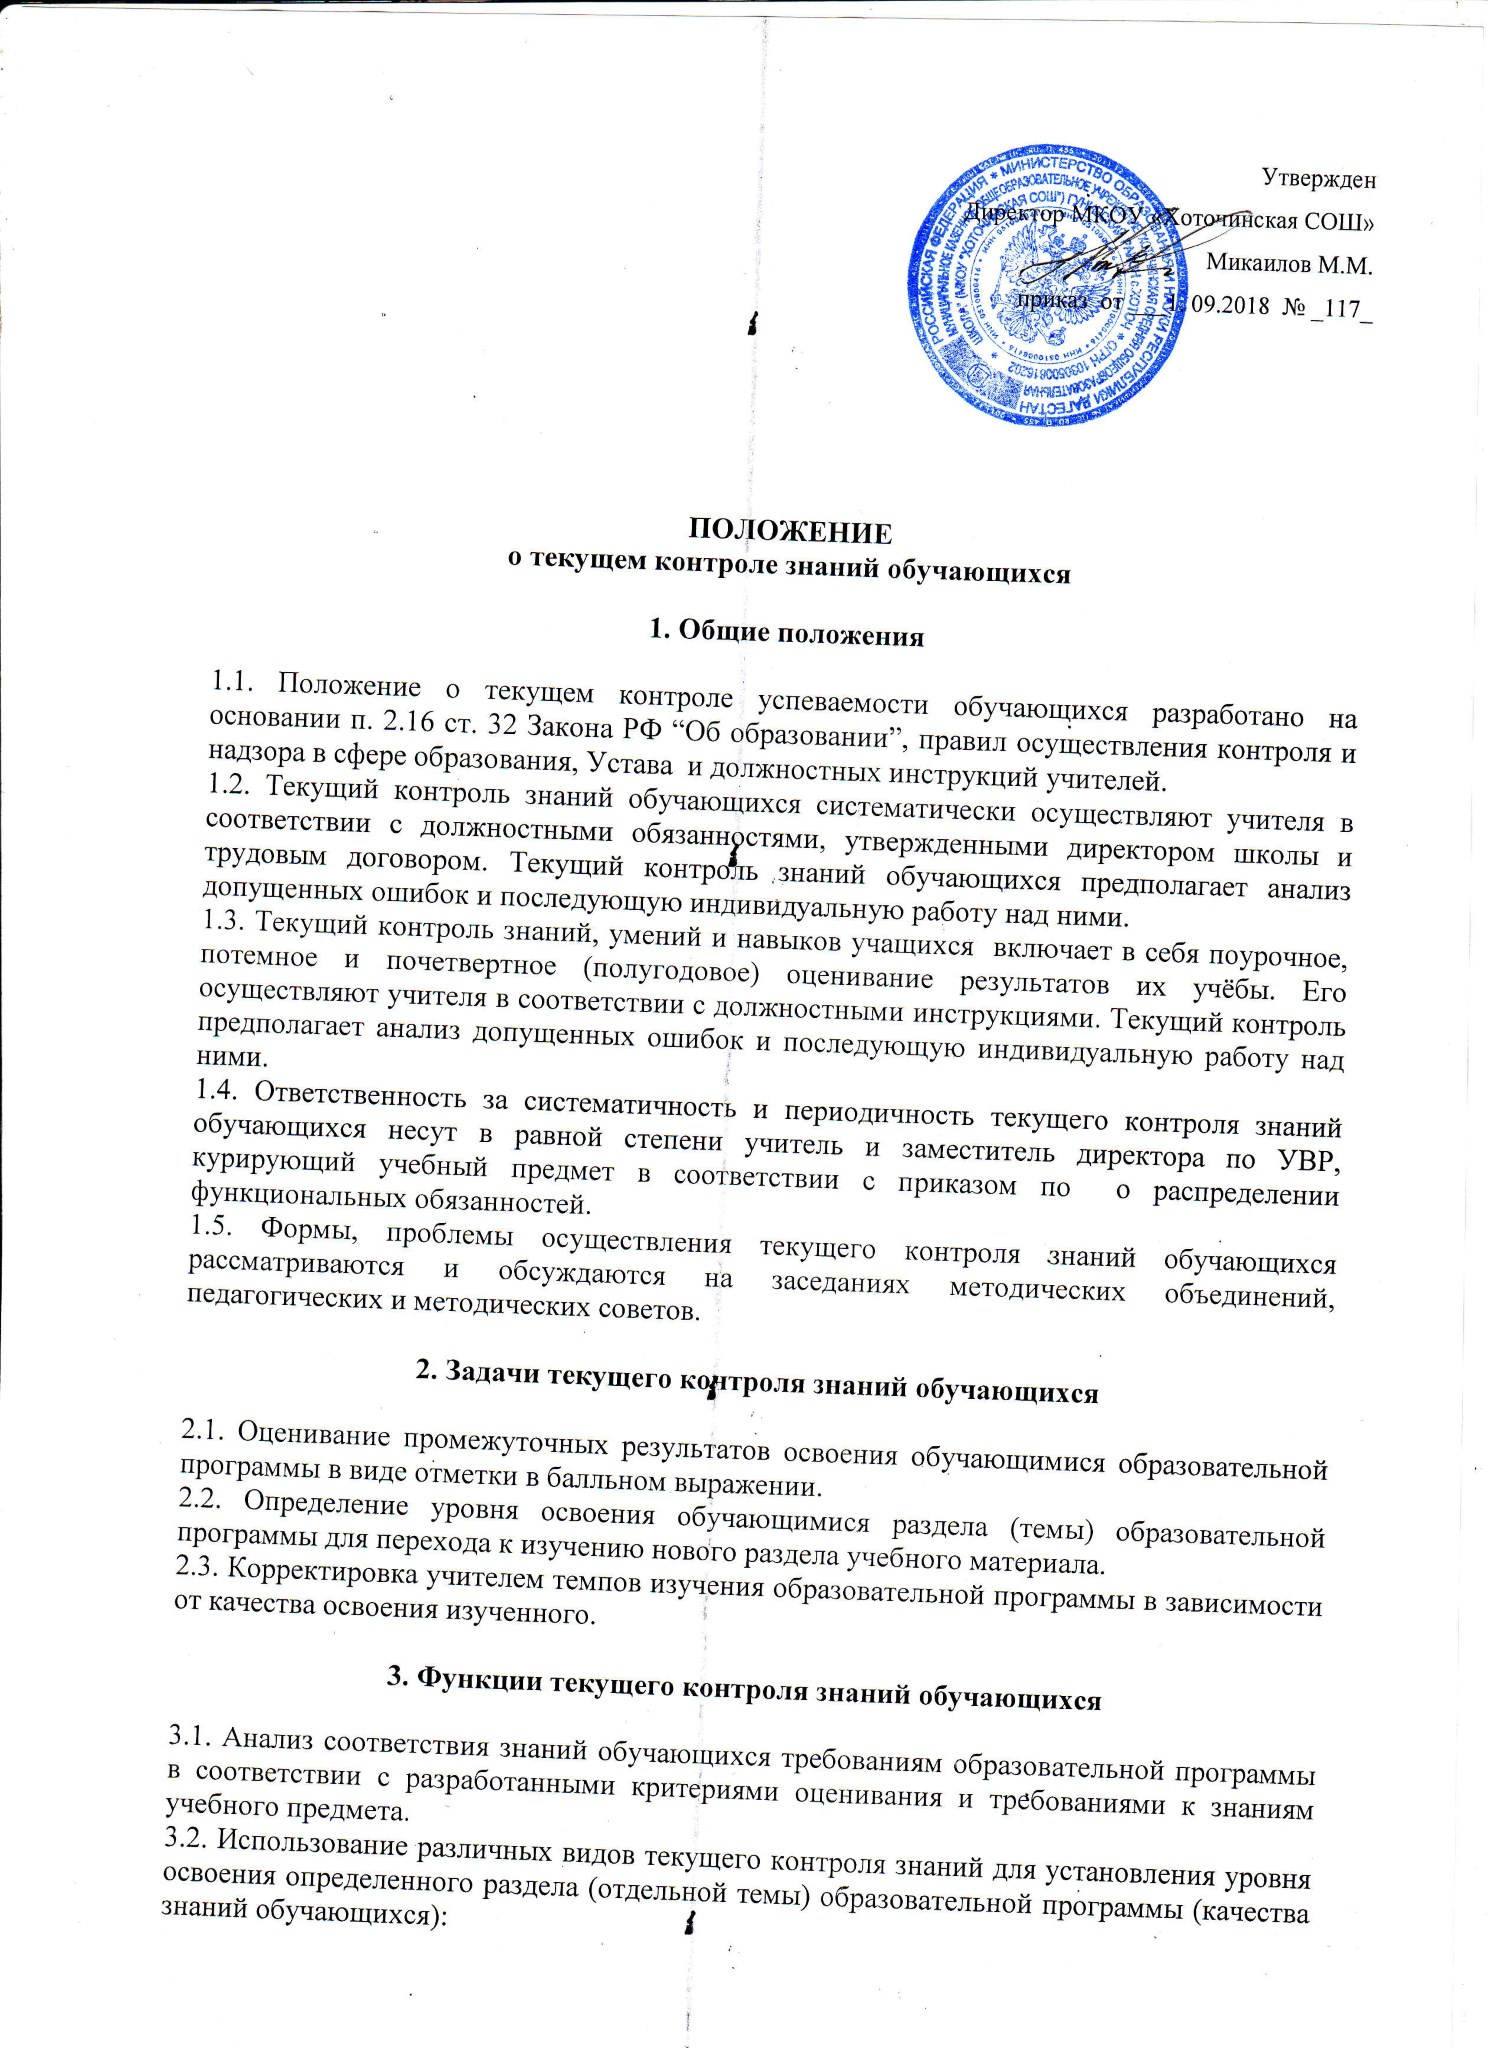 Утвержден
Директор МКОУ «Хоточинская СОШ»
Микаилов М.М.
приказ от 1. 09.2018 № _117_
РОССИЙСКАЯ ФЕДЕРАЦИЯ * МИНИСТЕРСТВО ОБРАЗОВАНИЯ И НАУКИ РЕСПУБЛИКИ ДАГЕСТАН
ПОЛОЖЕНИЕ
о текущем контроле знаний обучающихся
1. Общие положения
1.1. Положение о текущем контроле успеваемости обучающихся разработано на
основании п. 2.16 ст. 32 Закона РФ “Об образовании”, правил осуществления контроля и
надзора в сфере образования, Устава и должностных инструкций учителей.
1.2. Текущий контроль знаний обучающихся систематически осуществляют учителя в
соответствии с должностными обязанностями, утвержденными директором школы и
трудовым договором. Текущий контроль знаний обучающихся предполагает анализ
допущенных ошибок и последующую индивидуальную работу над ними.
1.3. Текущий контроль знаний, умений и навыков учащихся включает в себя поурочное,
потемное и почетвертное (полугодовое) оценивание результатов их учёбы. Его
осуществляют учителя в соответствии с должностными инструкциями. Текущий контроль
предполагает анализ допущенных ошибок и последующую индивидуальную работу над
ними.
1.4. Ответственность за систематичность и периодичность текущего контроля знаний
обучающихся несут в равной степени учитель и заместитель директора по УВР,
курирующий учебный предмет в соответствии с приказом по о распределении
функциональных обязанностей.
1.5. Формы, проблемы осуществления текущего контроля знаний обучающихся
рассматриваются и обсуждаются на заседаниях методических объединений,
педагогических и методических советов.
2. Задачи текущего контроля знаний обучающихся
2.1. Оценивание промежуточных результатов освоения обучающимися образовательной
программы в виде отметки в балльном выражении.
2.2. Определение уровня освоения обучающимися раздела (темы) образовательной
программы для перехода к изучению нового раздела учебного материала.
2.3. Корректировка учителем темпов изучения образовательной программы в зависимости
от качества освоения изученного.
3. Функции текущего контроля знаний обучающихся
3.1. Анализ соответствия знаний обучающихся требованиям образовательной программы
в соответствии с разработанными критериями оценивания и требованиями к знаниям
учебного предмета.
3.2. Использование различных видов текущего контроля знаний для установления уровня
освоения определенного раздела (отдельной темы) образовательной программы (качества
знаний обучающихся):